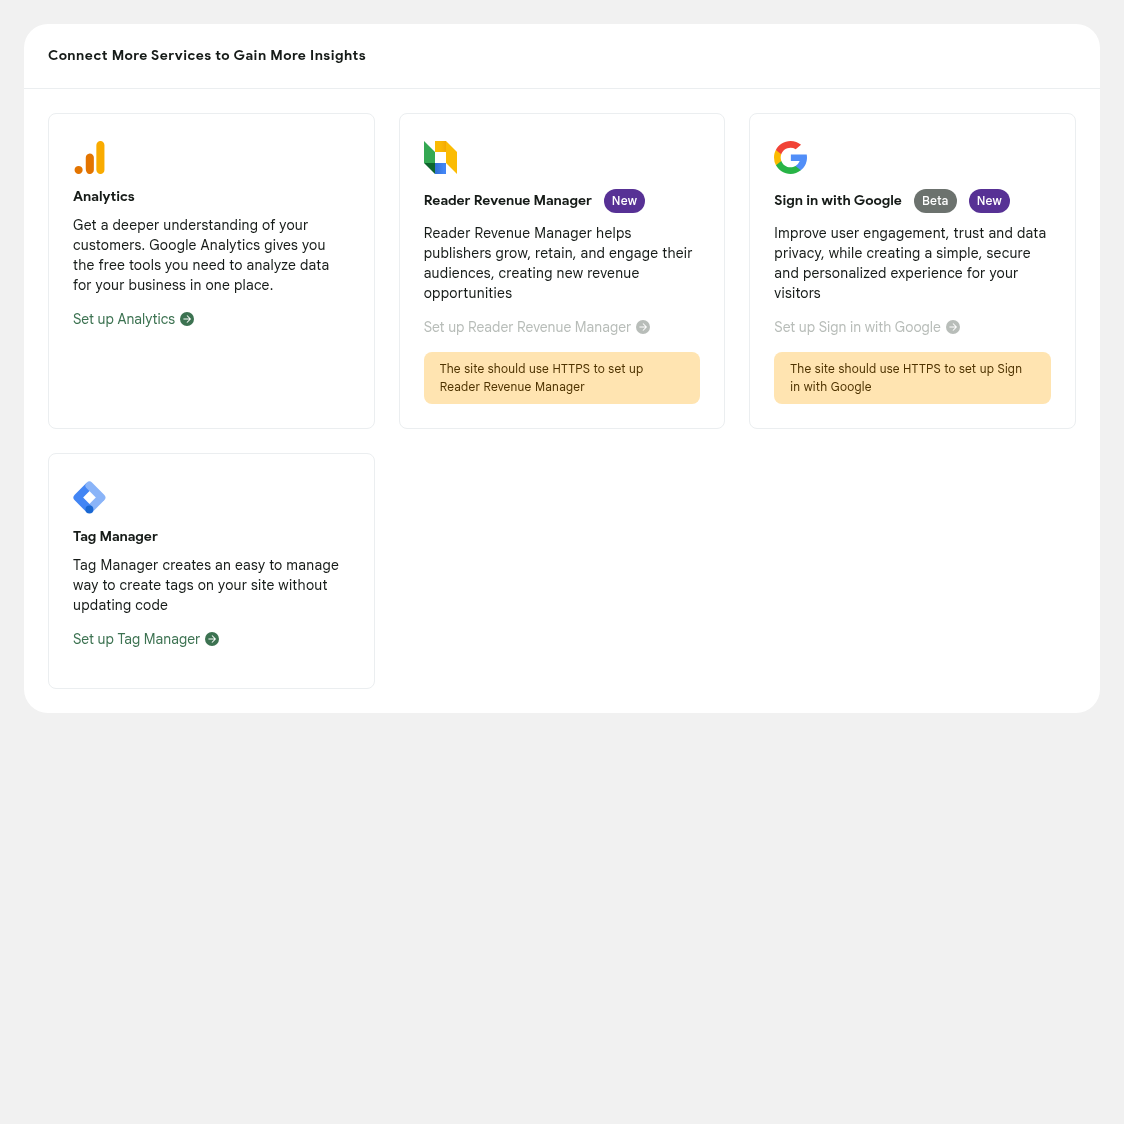 Connect More Services to Gain More Insights
Analytics
Get a deeper understanding of your
customers. Google Analytics gives you
the free tools you need to analyze data
for your business in one place.
Set up Analytics
Reader Revenue Manager New
Reader Revenue Manager helps
publishers grow, retain, and engage their
audiences, creating new revenue
opportunities
Set up Reader Revenue Manager
The site should use HTTPS to set up
Reader Revenue Manager
Sign in with Google Beta New
Improve user engagement, trust and data
privacy, while creating a simple, secure
and personalized experience for your
visitors
Set up Sign in with Google
The site should use HTTPS to set up Sign
in with Google
Tag Manager
Tag Manager creates an easy to manage
way to create tags on your site without
updating code
Set up Tag Manager